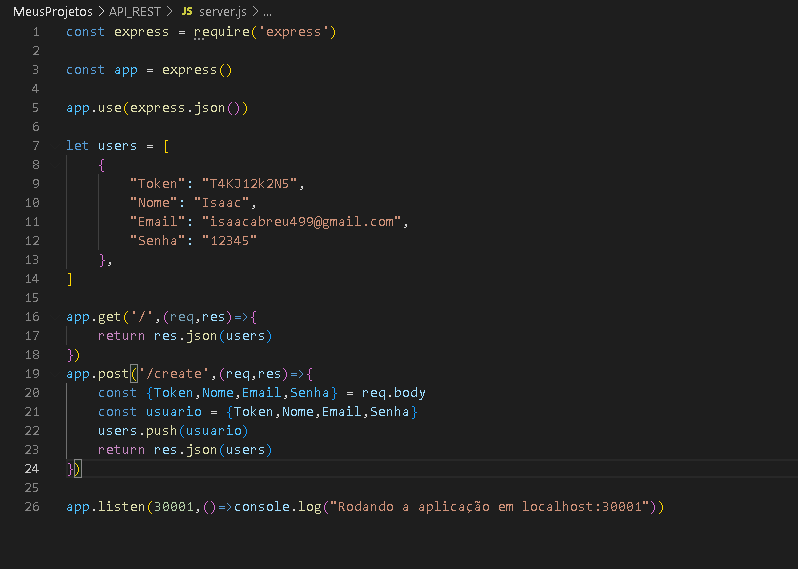 MeusProjetos > API_REST > JS server.js > ...
1 const express = require('express')
2
3 const app = express()
4
5 app.use(express.json())
6
7 let users = [
8 {
9 "Token": "T4KJ12k2N5",
10 "Nome": "Isaac",
11 "Email": "isaacabreu499@gmail.com",
12 "Senha": "12345"
13 },
14 ]
15
16 app.get('/',(req,res)=>{
17 return res.json(users)
18 })
19 app.post('/create',(req,res)=>{
20 const {Token,Nome,Email,Senha} = req.body
21 const usuario = {Token,Nome,Email,Senha}
22 users.push(usuario)
23 return res.json(users)
24 })
25
26 app.listen(30001,()=>console.log("Rodando a aplicação em localhost:30001"))